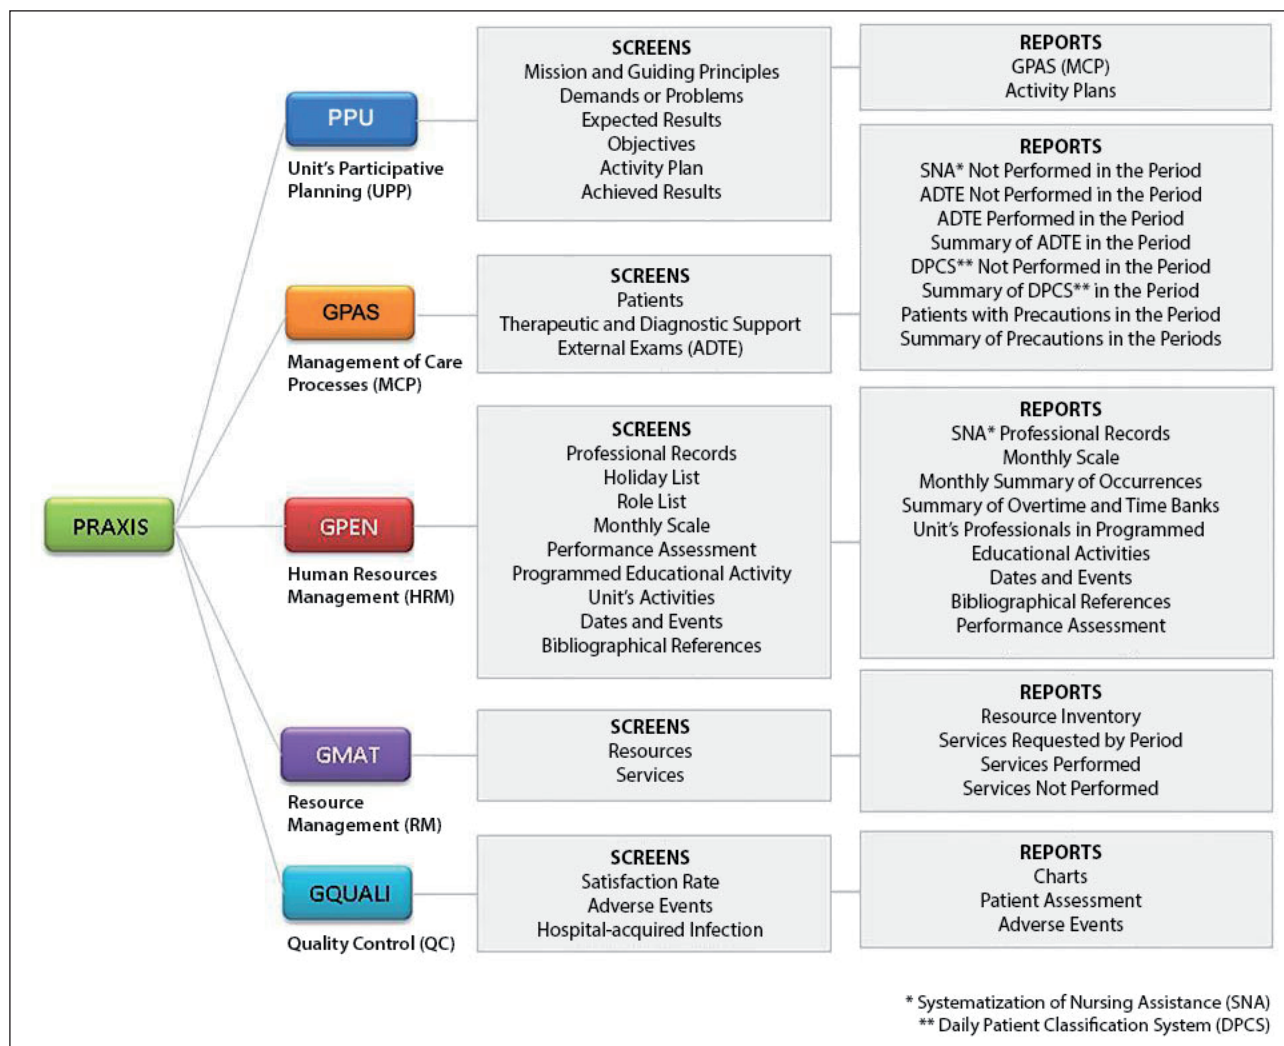 PRAXIS
PPU
Unit's Participative
Planning (UPP)
SCREENS
Mission and Guiding Principles
Demands or Problems
Expected Results
Objectives
Activity Plan
Achieved Results
REPORTS
GPAS (MCP)
Activity Plans
GPAS
Management of Care
Processes (MCP)
SCREENS
Patients
Therapeutic and Diagnostic Support
External Exams (ADTE)
REPORTS
SNA* Not Performed in the Period
ADTE Not Performed in the Period
ADTE Performed in the Period
Summary of ADTE in the Period
DPCS** Not Performed in the Period
Summary of DPCS** in the Period
Patients with Precautions in the Period
Summary of Precautions in the Periods
GPEN
Human Resources
Management (HRM)
SCREENS
Professional Records
Holiday List
Role List
Monthly Scale
Performance Assessment
Programmed Educational Activity
Unit's Activities
Dates and Events
Bibliographical References
REPORTS
SNA* Professional Records
Monthly Scale
Monthly Summary of Occurrences
Summary of Overtime and Time Banks
Unit's Professionals in Programmed
Educational Activities
Dates and Events
Bibliographical References
Performance Assessment
GMAT
Resource
Management (RM)
SCREENS
Resources
Services
REPORTS
Resource Inventory
Services Requested by Period
Services Performed
Services Not Performed
GQUALI
Quality Control (QC)
SCREENS
Satisfaction Rate
Adverse Events
Hospital-acquired Infection
REPORTS
Charts
Patient Assessment
Adverse Events
* Systematization of Nursing Assistance (SNA)
** Daily Patient Classification System (DPCS)